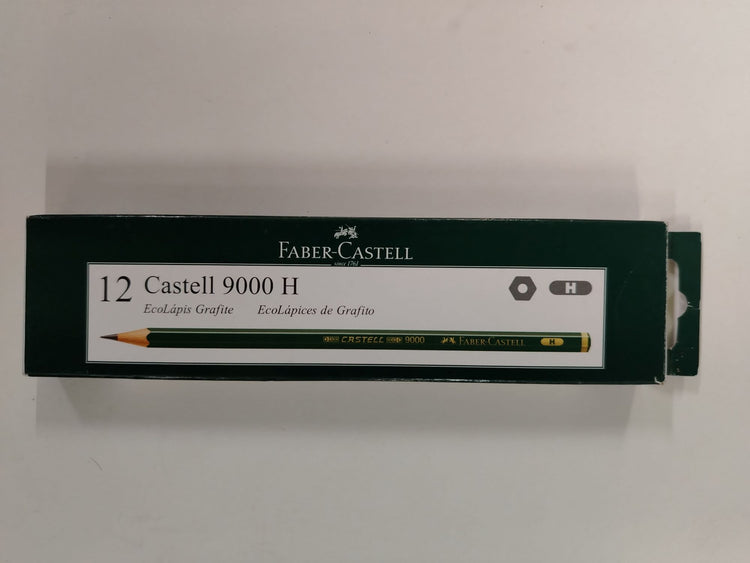 FABER-CASTELL
since 1761
12 Castell 9000 H
H
EcoLápis Grafite EcoLápices de Grafito
CASTELL 9000 FABER-CASTELL H